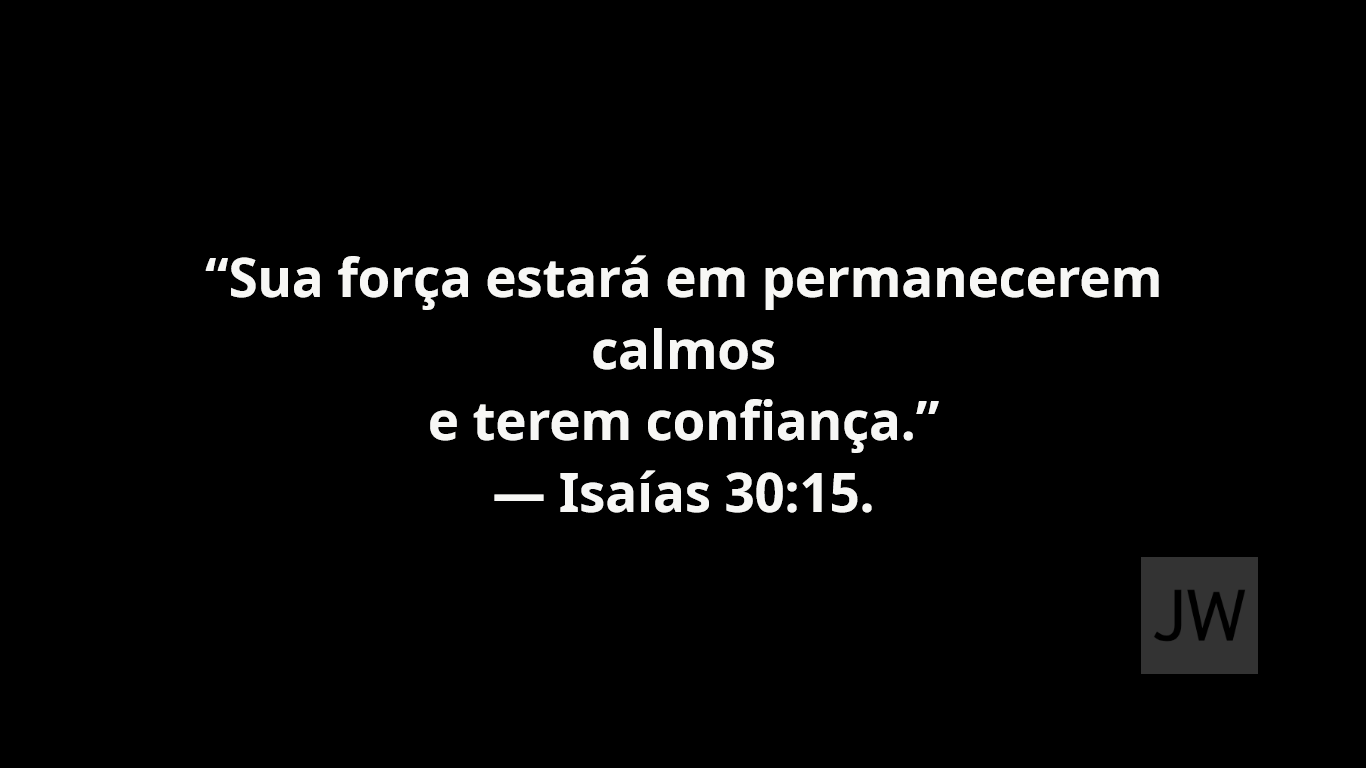 “Sua força estará em permanecerem
calmos
e terem confiança.”
— Isaías 30:15.
JW